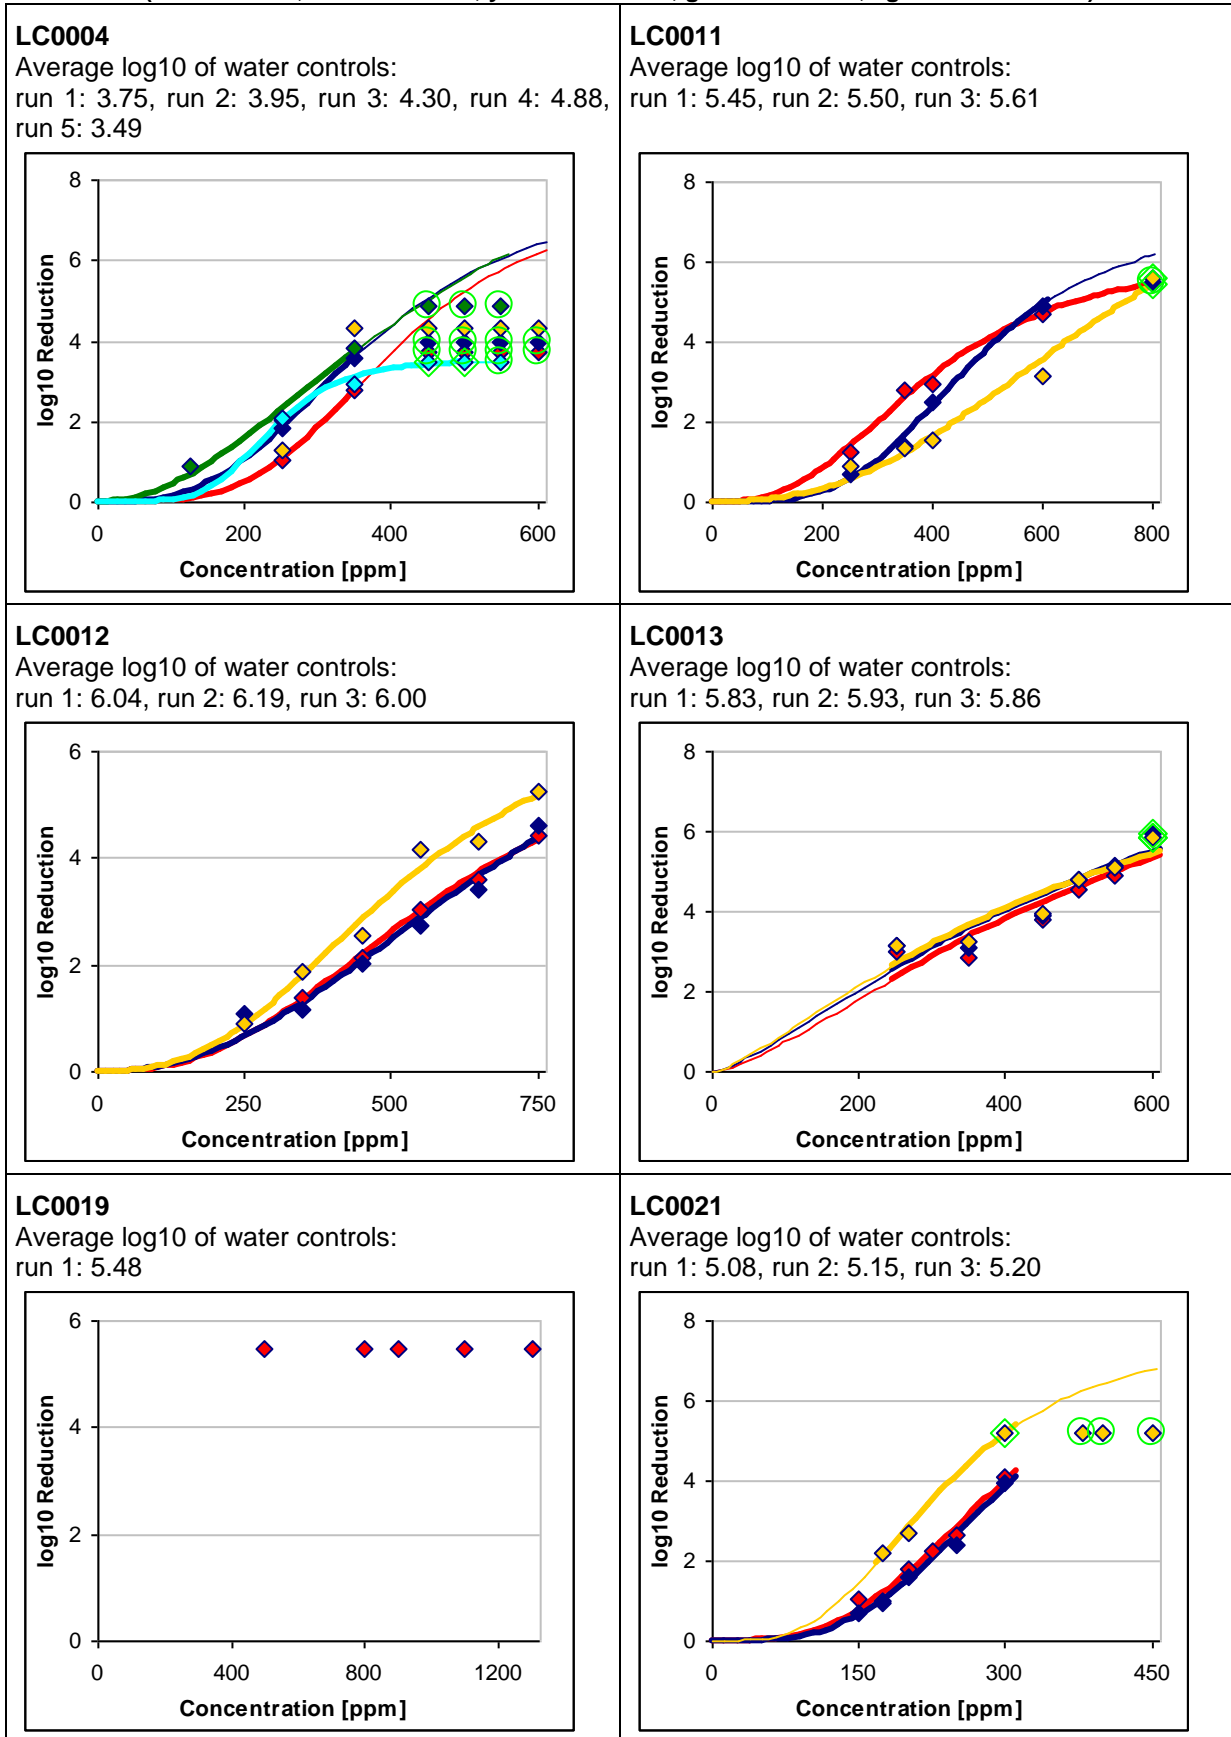 LC0004
Average log10 of water controls:
run 1: 3.75, run 2: 3.95, run 3: 4.30, run 4: 4.88,
run 5: 3.49
8
6
4
2
0
log10 Reduction
0 200 400 600
Concentration [ppm]
LC0011
Average log10 of water controls:
run 1: 5.45, run 2: 5.50, run 3: 5.61
8
6
4
2
0
log10 Reduction
0 200 400 600 800
Concentration [ppm]
LC0012
Average log10 of water controls:
run 1: 6.04, run 2: 6.19, run 3: 6.00
6
4
2
0
log10 Reduction
0 250 500 750
Concentration [ppm]
LC0013
Average log10 of water controls:
run 1: 5.83, run 2: 5.93, run 3: 5.86
8
6
4
2
0
log10 Reduction
0 200 400 600
Concentration [ppm]
LC0019
Average log10 of water controls:
run 1: 5.48
6
4
2
0
log10 Reduction
0 400 800 1200
Concentration [ppm]
LC0021
Average log10 of water controls:
run 1: 5.08, run 2: 5.15, run 3: 5.20
8
6
4
2
0
log10 Reduction
0 150 300 450
Concentration [ppm]